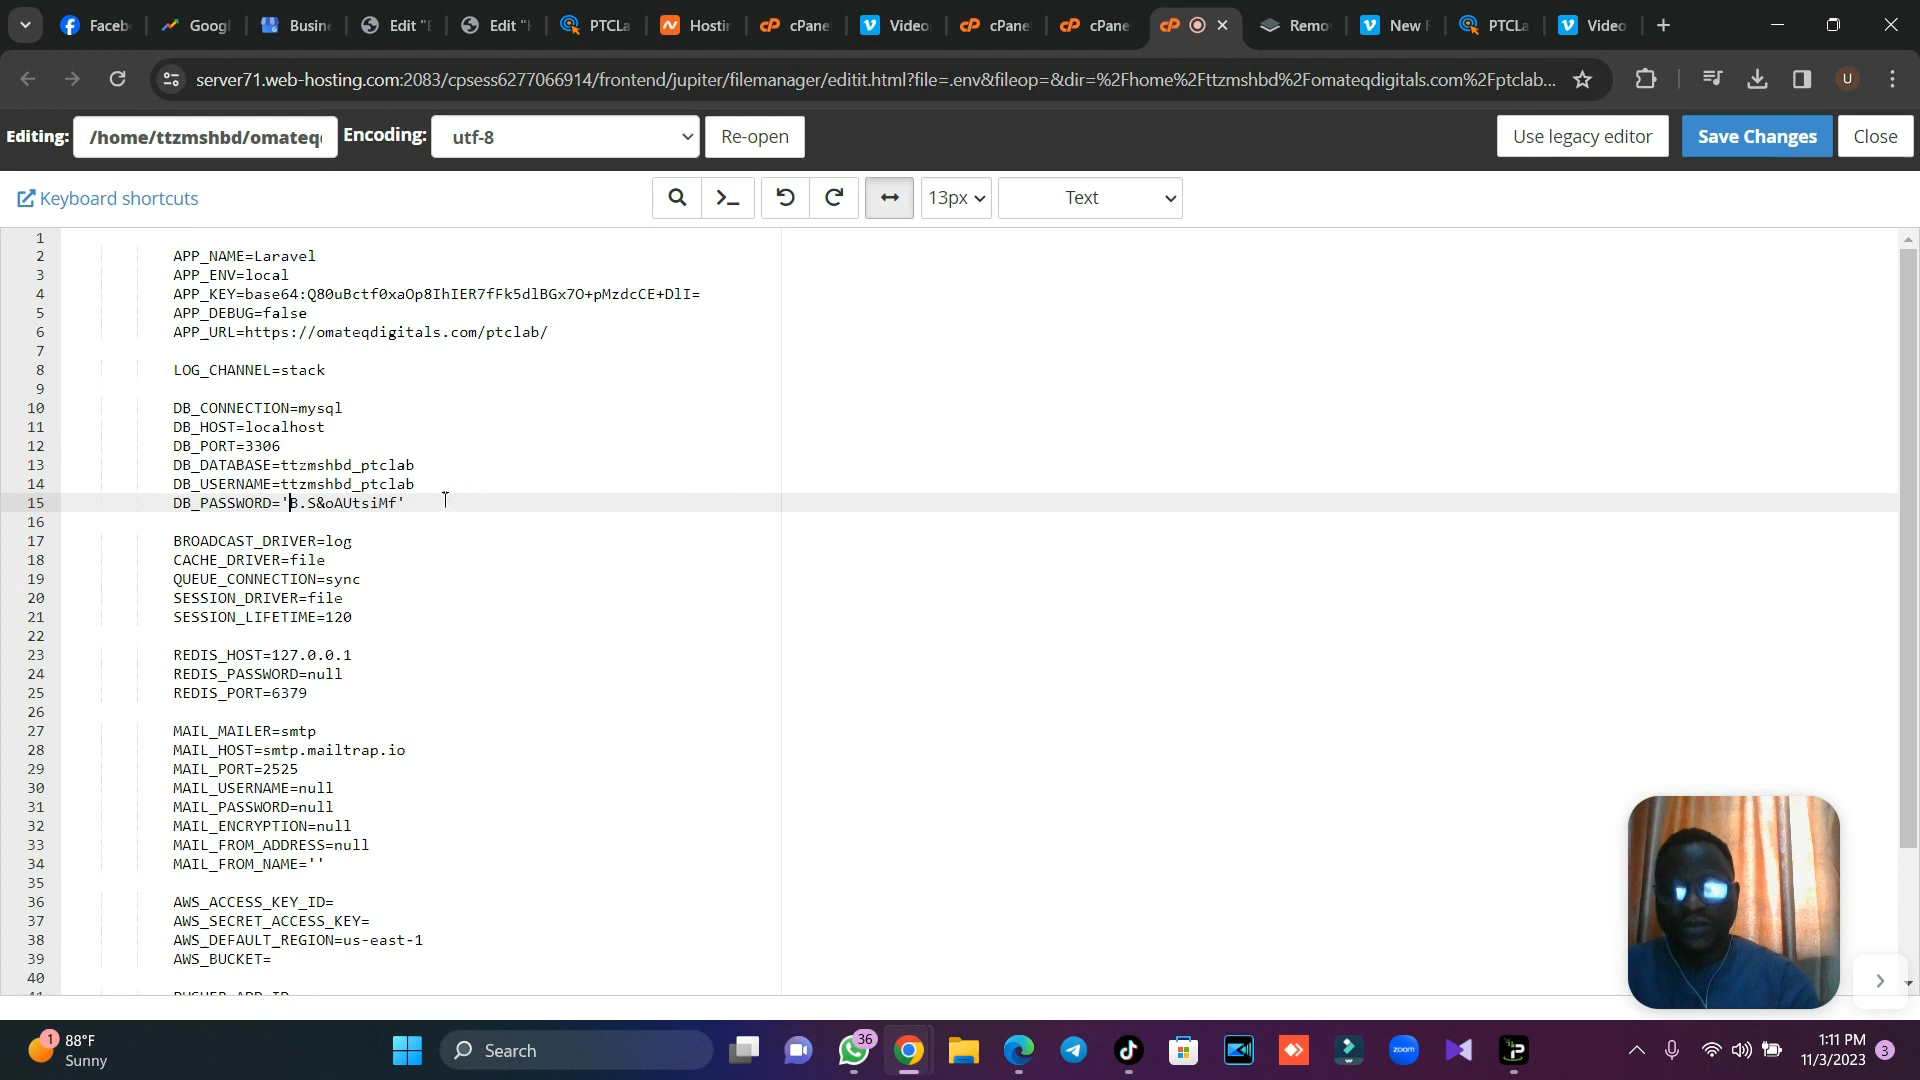 Faceb
Googl
Busin
Edit "E
Edit "F
PTCLa
Hostin
cPane
Video
cPane
cPane
Remo
New F
PTCLa
Video
server71.web-hosting.com:2083/cpsess6277066914/frontend/jupiter/filemanager/editit.html?file=.env&fileop=&dir=%2Fhome%2Fttzmshbd%2Fomateqdigitals.com%2Fptclab...
U
Editing: /home/ttzmshbd/omateq Encoding: utf-8 Re-open Use legacy editor Save Changes Close
Keyboard shortcuts 13px Text
1
2 APP_NAME=Laravel
3 APP_ENV=local
4 APP_KEY=base64:Q80uBctf0xaOp8IhIER7fFk5dlBGx7O+pMzdcCE+DlI=
5 APP_DEBUG=false
6 APP_URL=https://omateqdigitals.com/ptclab/
7
8 LOG_CHANNEL=stack
9
10 DB_CONNECTION=mysql
11 DB_HOST=localhost
12 DB_PORT=3306
13 DB_DATABASE=ttzmshbd_ptclab
14 DB_USERNAME=ttzmshbd_ptclab
15 DB_PASSWORD='B.S&oAUtsiMf'
16
17 BROADCAST_DRIVER=log
18 CACHE_DRIVER=file
19 QUEUE_CONNECTION=sync
20 SESSION_DRIVER=file
21 SESSION_LIFETIME=120
22
23 REDIS_HOST=127.0.0.1
24 REDIS_PASSWORD=null
25 REDIS_PORT=6379
26
27 MAIL_MAILER=smtp
28 MAIL_HOST=smtp.mailtrap.io
29 MAIL_PORT=2525
30 MAIL_USERNAME=null
31 MAIL_PASSWORD=null
32 MAIL_ENCRYPTION=null
33 MAIL_FROM_ADDRESS=null
34 MAIL_FROM_NAME=''
35
36 AWS_ACCESS_KEY_ID=
37 AWS_SECRET_ACCESS_KEY=
38 AWS_DEFAULT_REGION=us-east-1
39 AWS_BUCKET=
40
1 88°F
Sunny
Search
36
zoom
1:11 PM
11/3/2023
3